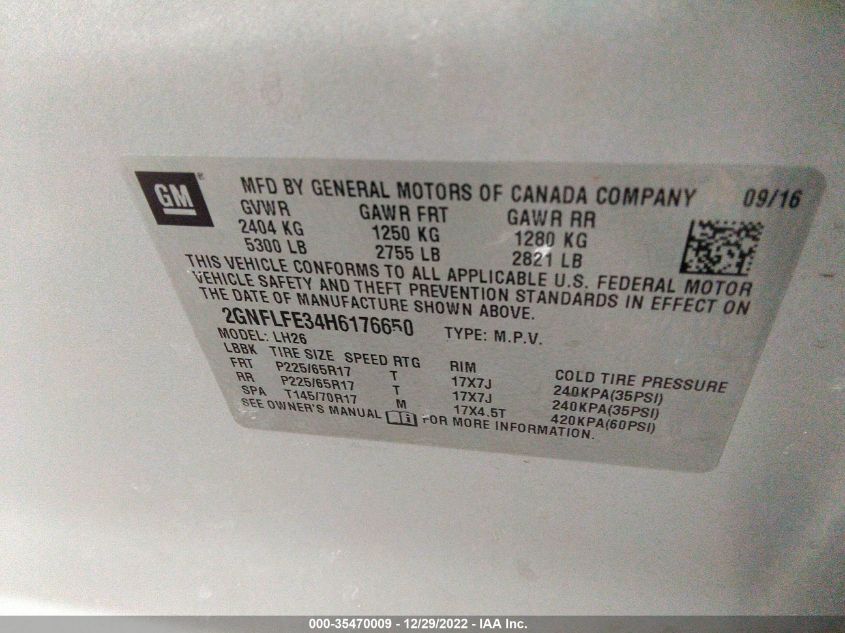 GM®
MFD BY GENERAL MOTORS OF CANADA COMPANY 09/16
GVWR GAWR FRT GAWR RR
2404 KG 1250 KG 1280 KG
5300 LB 2755 LB 2821 LB
THIS VEHICLE CONFORMS TO ALL APPLICABLE U.S. FEDERAL MOTOR
VEHICLE SAFETY AND THEFT PREVENTION STANDARDS IN EFFECT ON
THE DATE OF MANUFACTURE SHOWN ABOVE.
2GNFLFE34H6176650 TYPE: M.P.V.
MODEL: LH26
LBBK TIRE SIZE SPEED RTG RIM COLD TIRE PRESSURE
FRT P225/65R17 T 17X7J 240KPA(35PSI)
RR P225/65R17 T 17X7J 240KPA(35PSI)
SPA T145/70R17 M 17X4.5T 420KPA(60PSI)
SEE OWNER'S MANUAL FOR MORE INFORMATION.
000-35470009 - 12/29/2022 - IAA Inc.